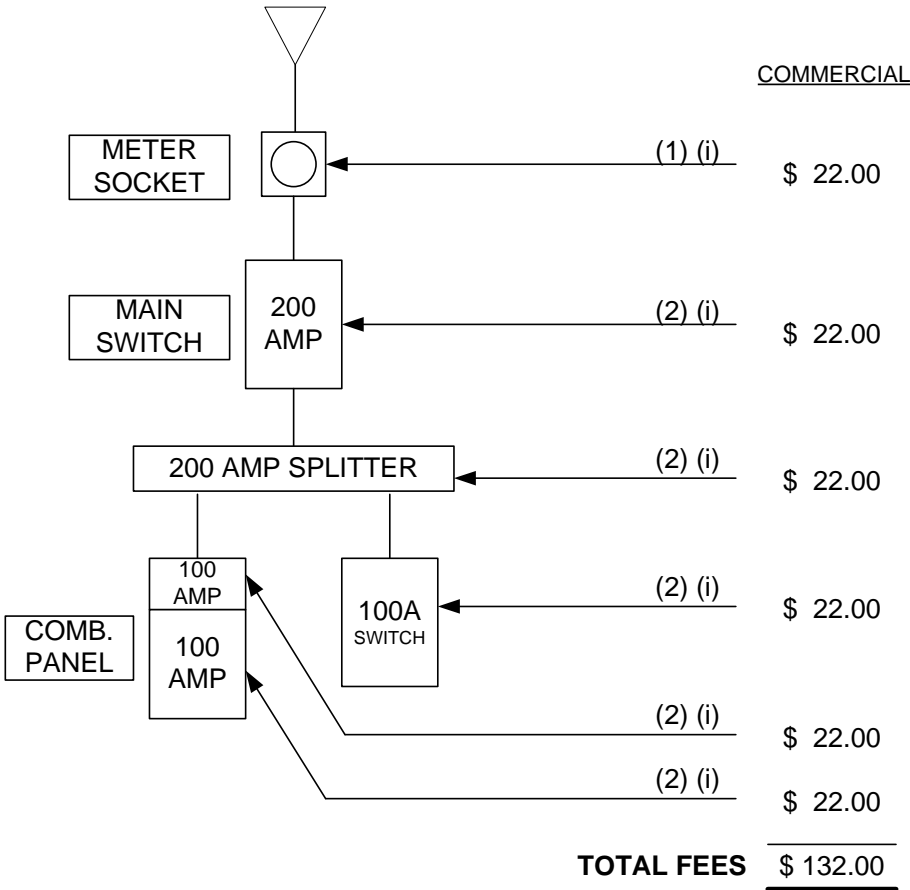 COMMERCIAL
METER
SOCKET
(1) (i)
$ 22.00
MAIN
SWITCH
200
AMP
(2) (i)
$ 22.00
200 AMP SPLITTER
(2) (i)
$ 22.00
COMB.
PANEL
100
AMP
100
AMP
100A
SWITCH
(2) (i)
$ 22.00
(2) (i)
$ 22.00
(2) (i)
$ 22.00
TOTAL FEES $ 132.00